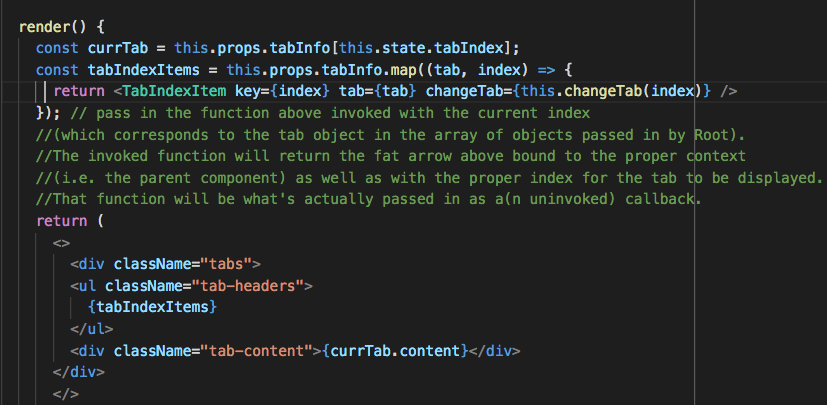 render() {
const currTab = this.props.tabInfo[this.state.tabIndex];
const tabIndexItems = this.props.tabInfo.map((tab, index) => {
return <TabIndexItem key={index} tab={tab} changeTab={this.changeTab(index)} />
}); // pass in the function above invoked with the current index
//(which corresponds to the tab object in the array of objects passed in by Root).
//The invoked function will return the fat arrow above bound to the proper context
//(i.e. the parent component) as well as with the proper index for the tab to be displayed.
//That function will be what's actually passed in as a(n uninvoked) callback.
return (
<>
<div className="tabs">
<ul className="tab-headers">
{tabIndexItems}
</ul>
<div className="tab-content">{currTab.content}</div>
</div>
</>